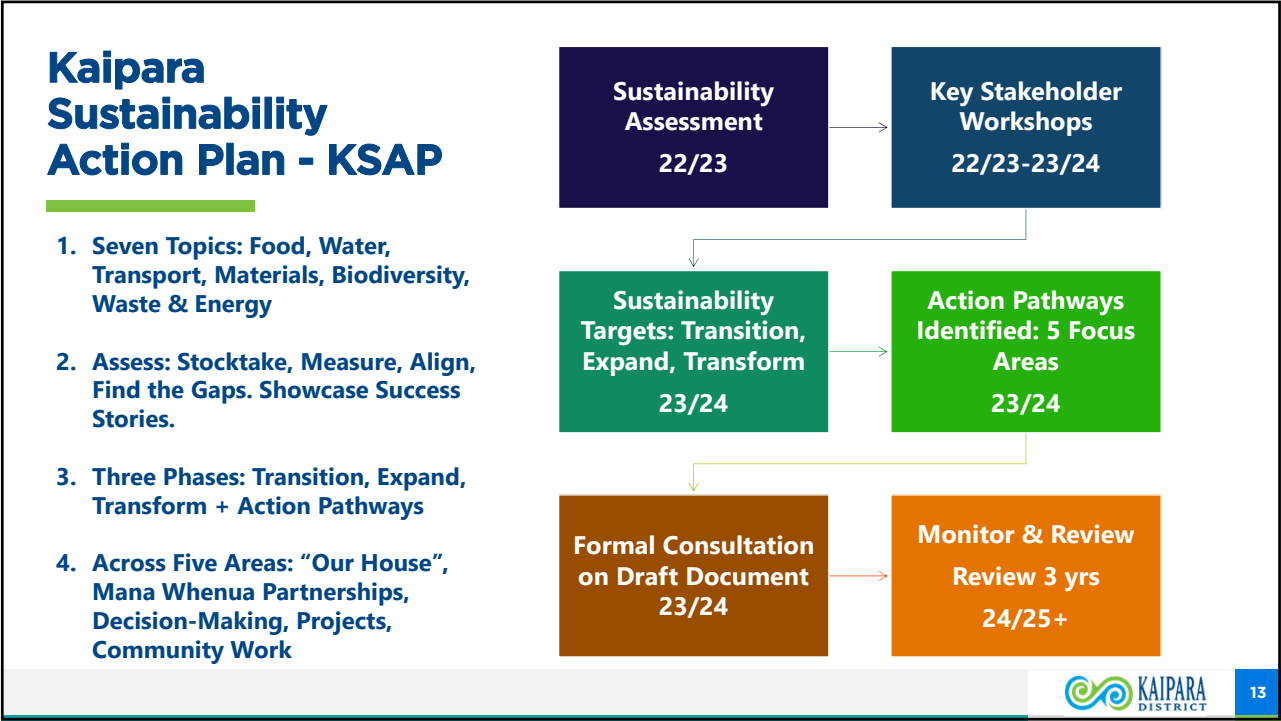 Kaipara
Sustainability
Action Plan - KSAP
1. Seven Topics: Food, Water,
Transport, Materials, Biodiversity,
Waste & Energy
2. Assess: Stocktake, Measure, Align,
Find the Gaps. Showcase Success
Stories.
3. Three Phases: Transition, Expand,
Transform + Action Pathways
4. Across Five Areas: “Our House”,
Mana Whenua Partnerships,
Decision-Making, Projects,
Community Work
Sustainability
Assessment
22/23
Key Stakeholder
Workshops
22/23-23/24
Sustainability
Targets: Transition,
Expand, Transform
23/24
Action Pathways
Identified: 5 Focus
Areas
23/24
Formal Consultation
on Draft Document
23/24
Monitor & Review
Review 3 yrs
24/25+
KAIPARA
DISTRICT
13